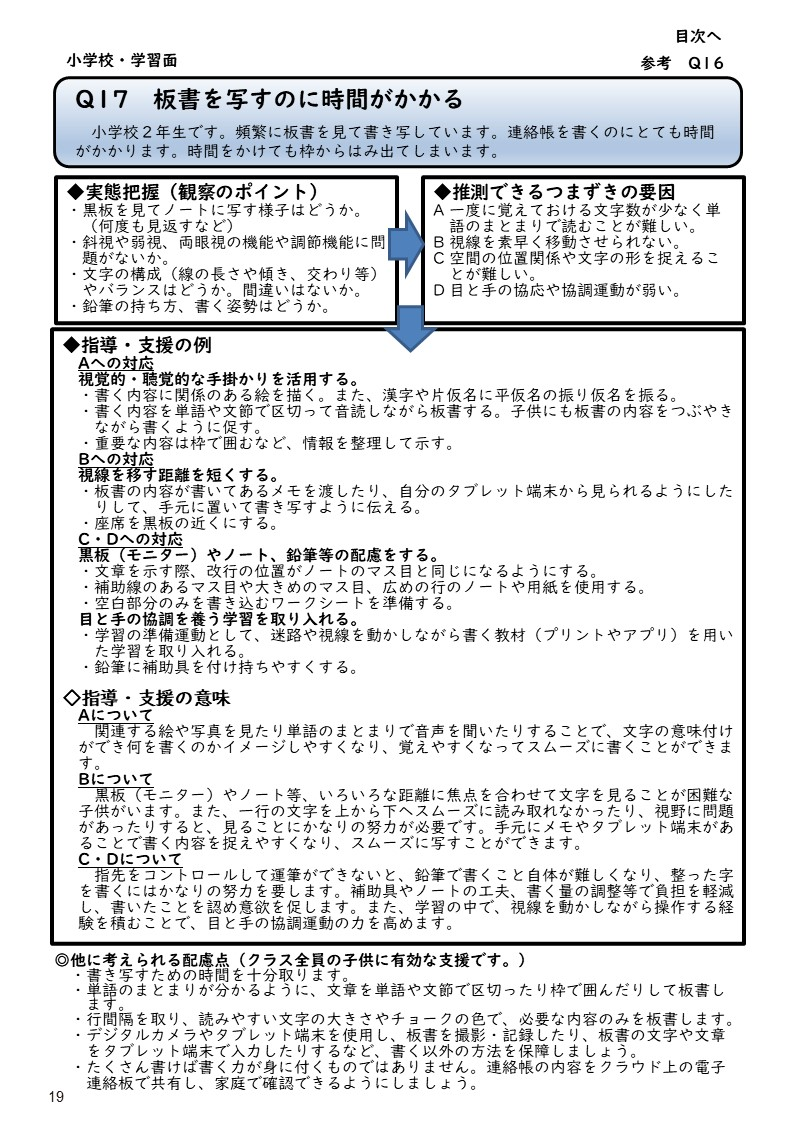 目次へ
小学校・学習面
参考　Q16
Q17　板書を写すのに時間がかかる
小学校２年生です。頻繁に板書を見て書き写しています。連絡帳を書くのにとても時間
がかかります。時間をかけても枠からはみ出てしまいます。
◆実態把握（観察のポイント）
・黒板を見てノートに写す様子はどうか。
（何度も見返すなど）
・斜視や弱視、両眼視の機能や調節機能に問
題がないか。
・文字の構成（線の長さや傾き、交わり等）
やバランスはどうか。間違いはないか。
・鉛筆の持ち方、書く姿勢はどうか。
◆推測できるつまずきの要因
A 一度に覚えておける文字数が少なく単
語のまとまりで読むことが難しい。
B 視線を素早く移動させられない。
C 空間の位置関係や文字の形を捉えるこ
とが難しい。
D 目と手の協応や協調運動が弱い。
◆指導・支援の例
Aへの対応
視覚的・聴覚的な手掛かりを活用する。
・書く内容に関係のある絵を描く。また、漢字や片仮名に平仮名の振り仮名を振る。
・書く内容を単語や文節で区切って音読しながら板書する。子供にも板書の内容をつぶやき
ながら書くように促す。
・重要な内容は枠で囲むなど、情報を整理して示す。
Bへの対応
視線を移す距離を短くする。
・板書の内容が書いてあるメモを渡したり、自分のタブレット端末から見られるようにした
りして、手元に置いて書き写すように伝える。
・座席を黒板の近くにする。
C・Dへの対応
黒板（モニター）やノート、鉛筆等の配慮をする。
・文章を示す際、改行の位置がノートのマス目と同じになるようにする。
・補助線のあるマス目や大きめのマス目、広めの行のノートや用紙を使用する。
・空白部分のみを書き込むワークシートを準備する。
目と手の協調を養う学習を取り入れる。
・学習の準備運動として、迷路や視線を動かしながら書く教材（プリントやアプリ）を用い
た学習を取り入れる。
・鉛筆に補助具を付け持ちやすくする。
◇指導・支援の意味
Aについて
関連する絵や写真を見たり単語のまとまりで音声を聞いたりすることで、文字の意味付け
ができ何を書くのかイメージしやすくなり、覚えやすくなってスムーズに書くことができま
す。
Bについて
黒板（モニター）やノート等、いろいろな距離に焦点を合わせて文字を見ることが困難な
子供がいます。また、一行の文字を上から下へスムーズに読み取れなかったり、視野に問題
があったりすると、見ることにかなりの努力が必要です。手元にメモやタブレット端末があ
ることで書く内容を捉えやすくなり、スムーズに写すことができます。
C・Dについて
指先をコントロールして運筆ができないと、鉛筆で書くこと自体が難しくなり、整った字
を書くにはかなりの努力を要します。補助具やノートの工夫、書く量の調整等で負担を軽減
し、書いたことを認め意欲を促します。また、学習の中で、視線を動かしながら操作する経
験を積むことで、目と手の協調運動の力を高めます。
◎他に考えられる配慮点（クラス全員の子供に有効な支援です。）
・書き写すための時間を十分取ります。
・単語のまとまりが分かるように、文章を単語や文節で区切ったり枠で囲んだりして板書し
ます。
・行間隔を取り、読みやすい文字の大きさやチョークの色で、必要な内容のみを板書します。
・デジタルカメラやタブレット端末を使用し、板書を撮影・記録したり、板書の文字や文章
をタブレット端末で入力したりするなど、書く以外の方法を保障しましょう。
・たくさん書けば書く力が身に付くものではありません。連絡帳の内容をクラウド上の電子
連絡板で共有し、家庭で確認できるようにしましょう。
19